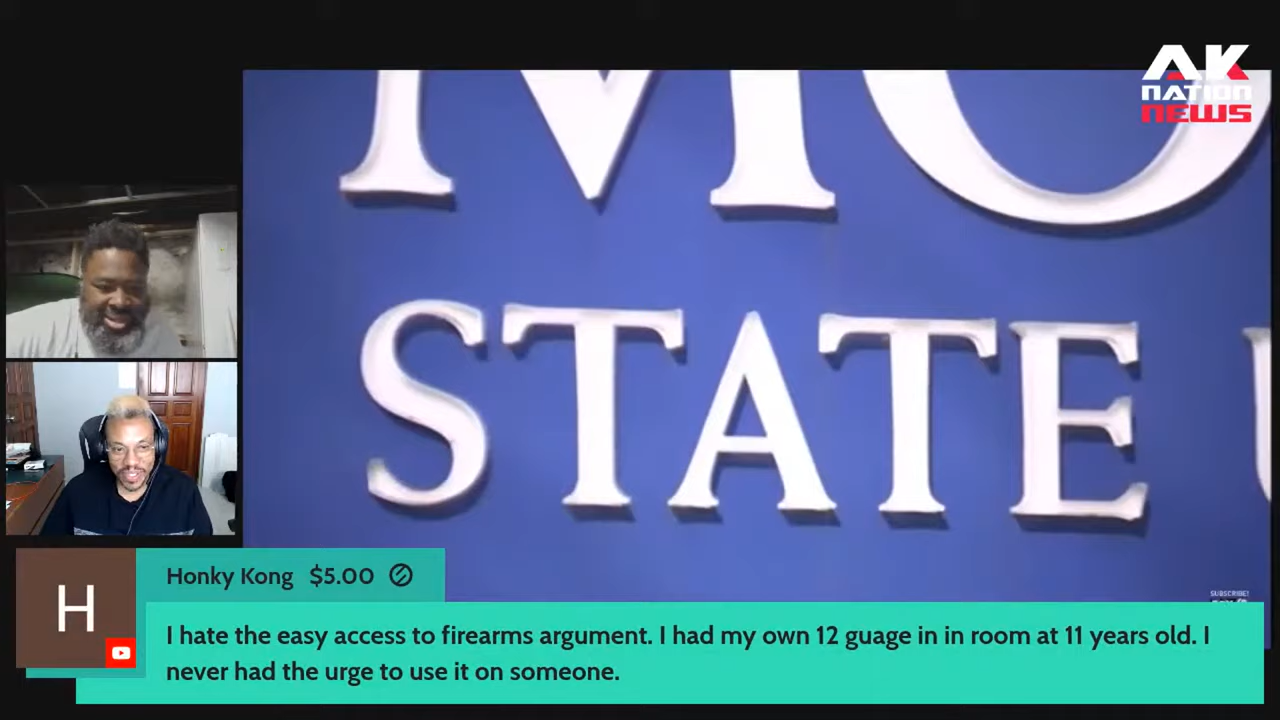 AK
NATION
NEWS
MO
STATE
SUBSCRIBE!
H
Honky Kong $5.00
I hate the easy access to firearms argument. I had my own 12 guage in in room at 11 years old. I
never had the urge to use it on someone.